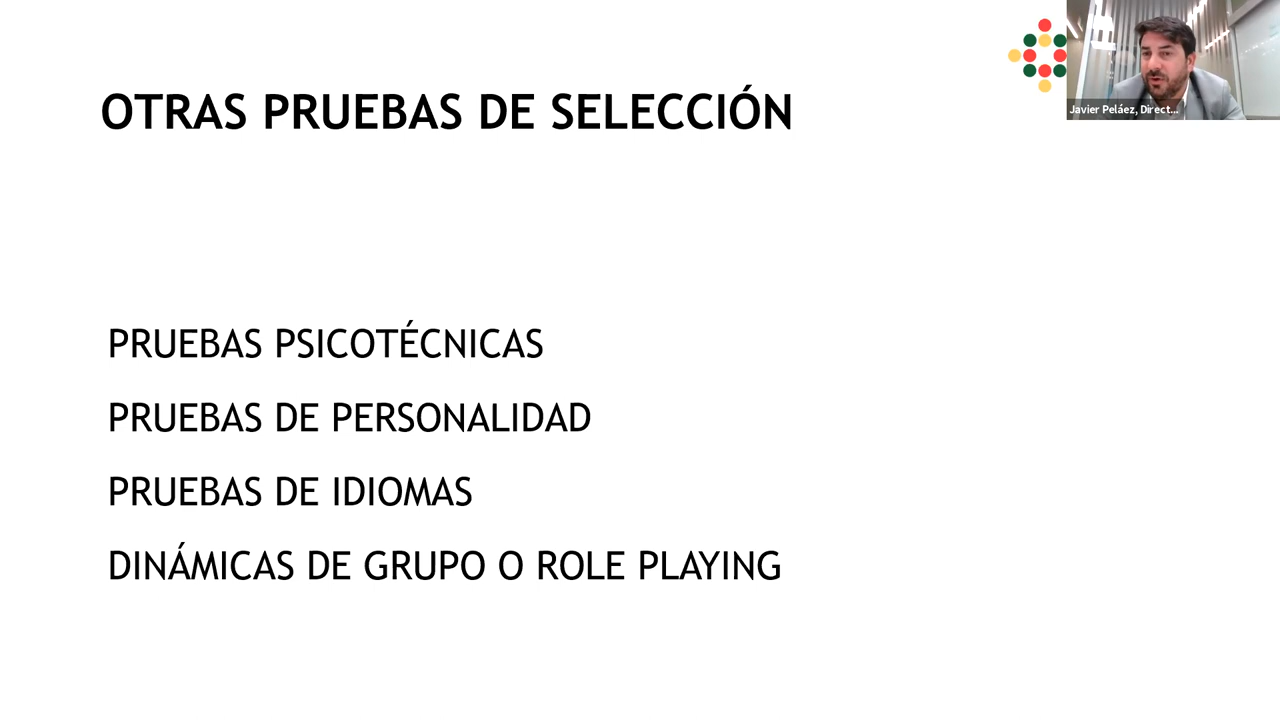 OTRAS PRUEBAS DE SELECCIÓN
Javier Peláez, Direct...
PRUEBAS PSICOTÉCNICAS
PRUEBAS DE PERSONALIDAD
PRUEBAS DE IDIOMAS
DINÁMICAS DE GRUPO O ROLE PLAYING